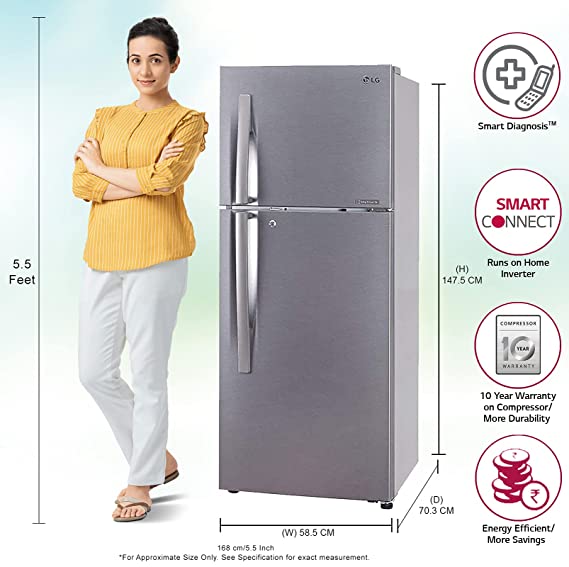 5.5
Feet
LG
Smart Diagnosis™
SMART
CONNECT
Runs on Home
Inverter
(H)
147.5 CM
COMPRESSOR
10 YEAR
WARRANTY
10 Year Warranty
on Compressor/
More Durability
(D)
70.3 CM
(W) 58.5 CM
₹
Energy Efficient/
More Savings
168 cm/5.5 Inch
*For Approximate Size Only. See Specification for exact measurement.